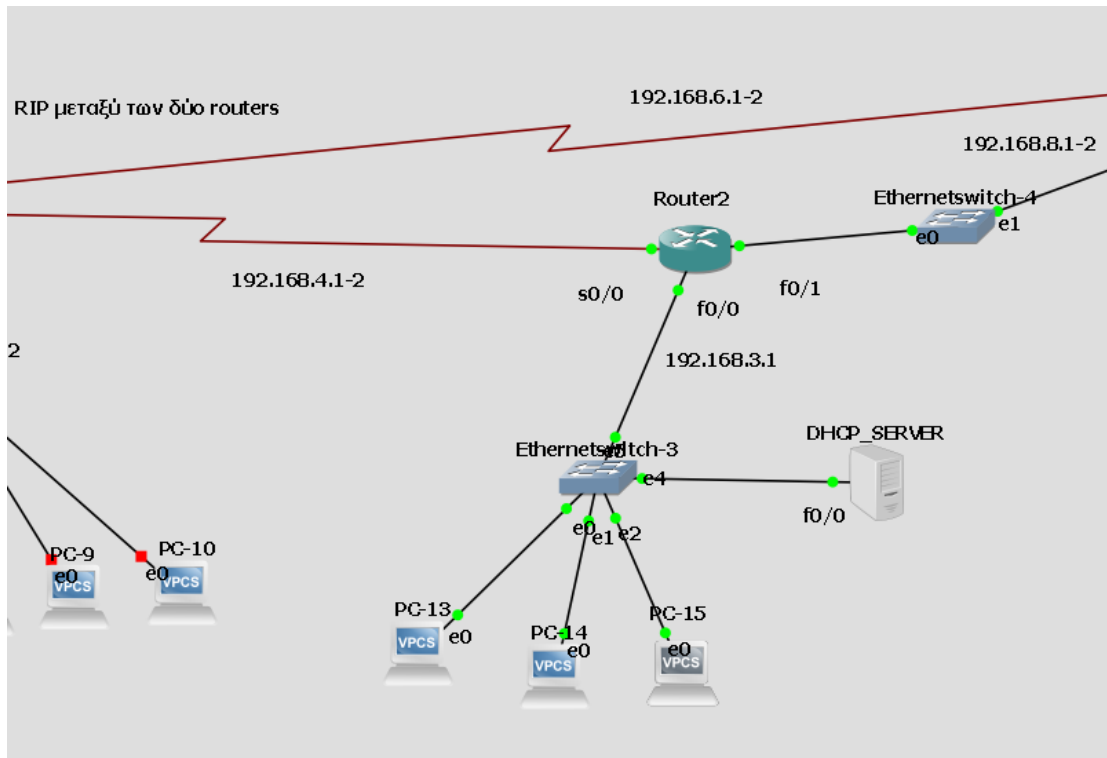 192.168.6.1-2
RIP μεταξύ των δύο routers
192.168.8.1-2
Router2
Ethernetswitch-4
e0
e1
192.168.4.1-2
s0/0
f0/0
f0/1
2
192.168.3.1
DHCP_SERVER
Ethernetswitch-3
e4
f0/0
e0
e1
e2
PC-9
e0
VPCS
PC-10
e0
VPCS
PC-13
e0
VPCS
PC-14
e0
VPCS
PC-15
e0
VPCS